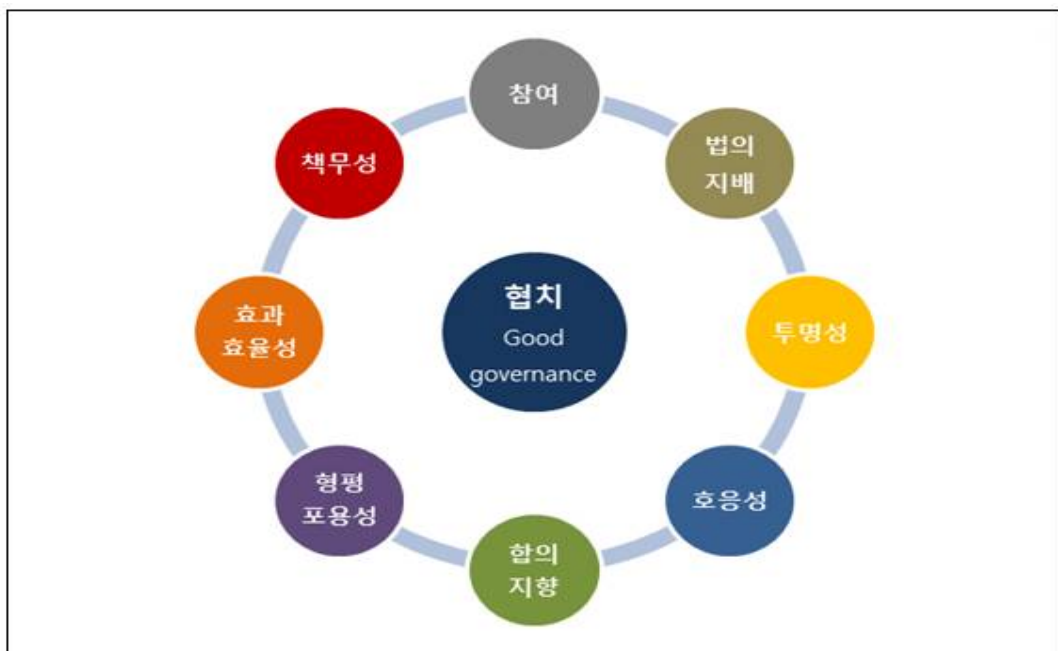 참여
법의
지배
투명성
호응성
합의
지향
형평
포용성
효과
효율성
책무성
협치
Good
governance